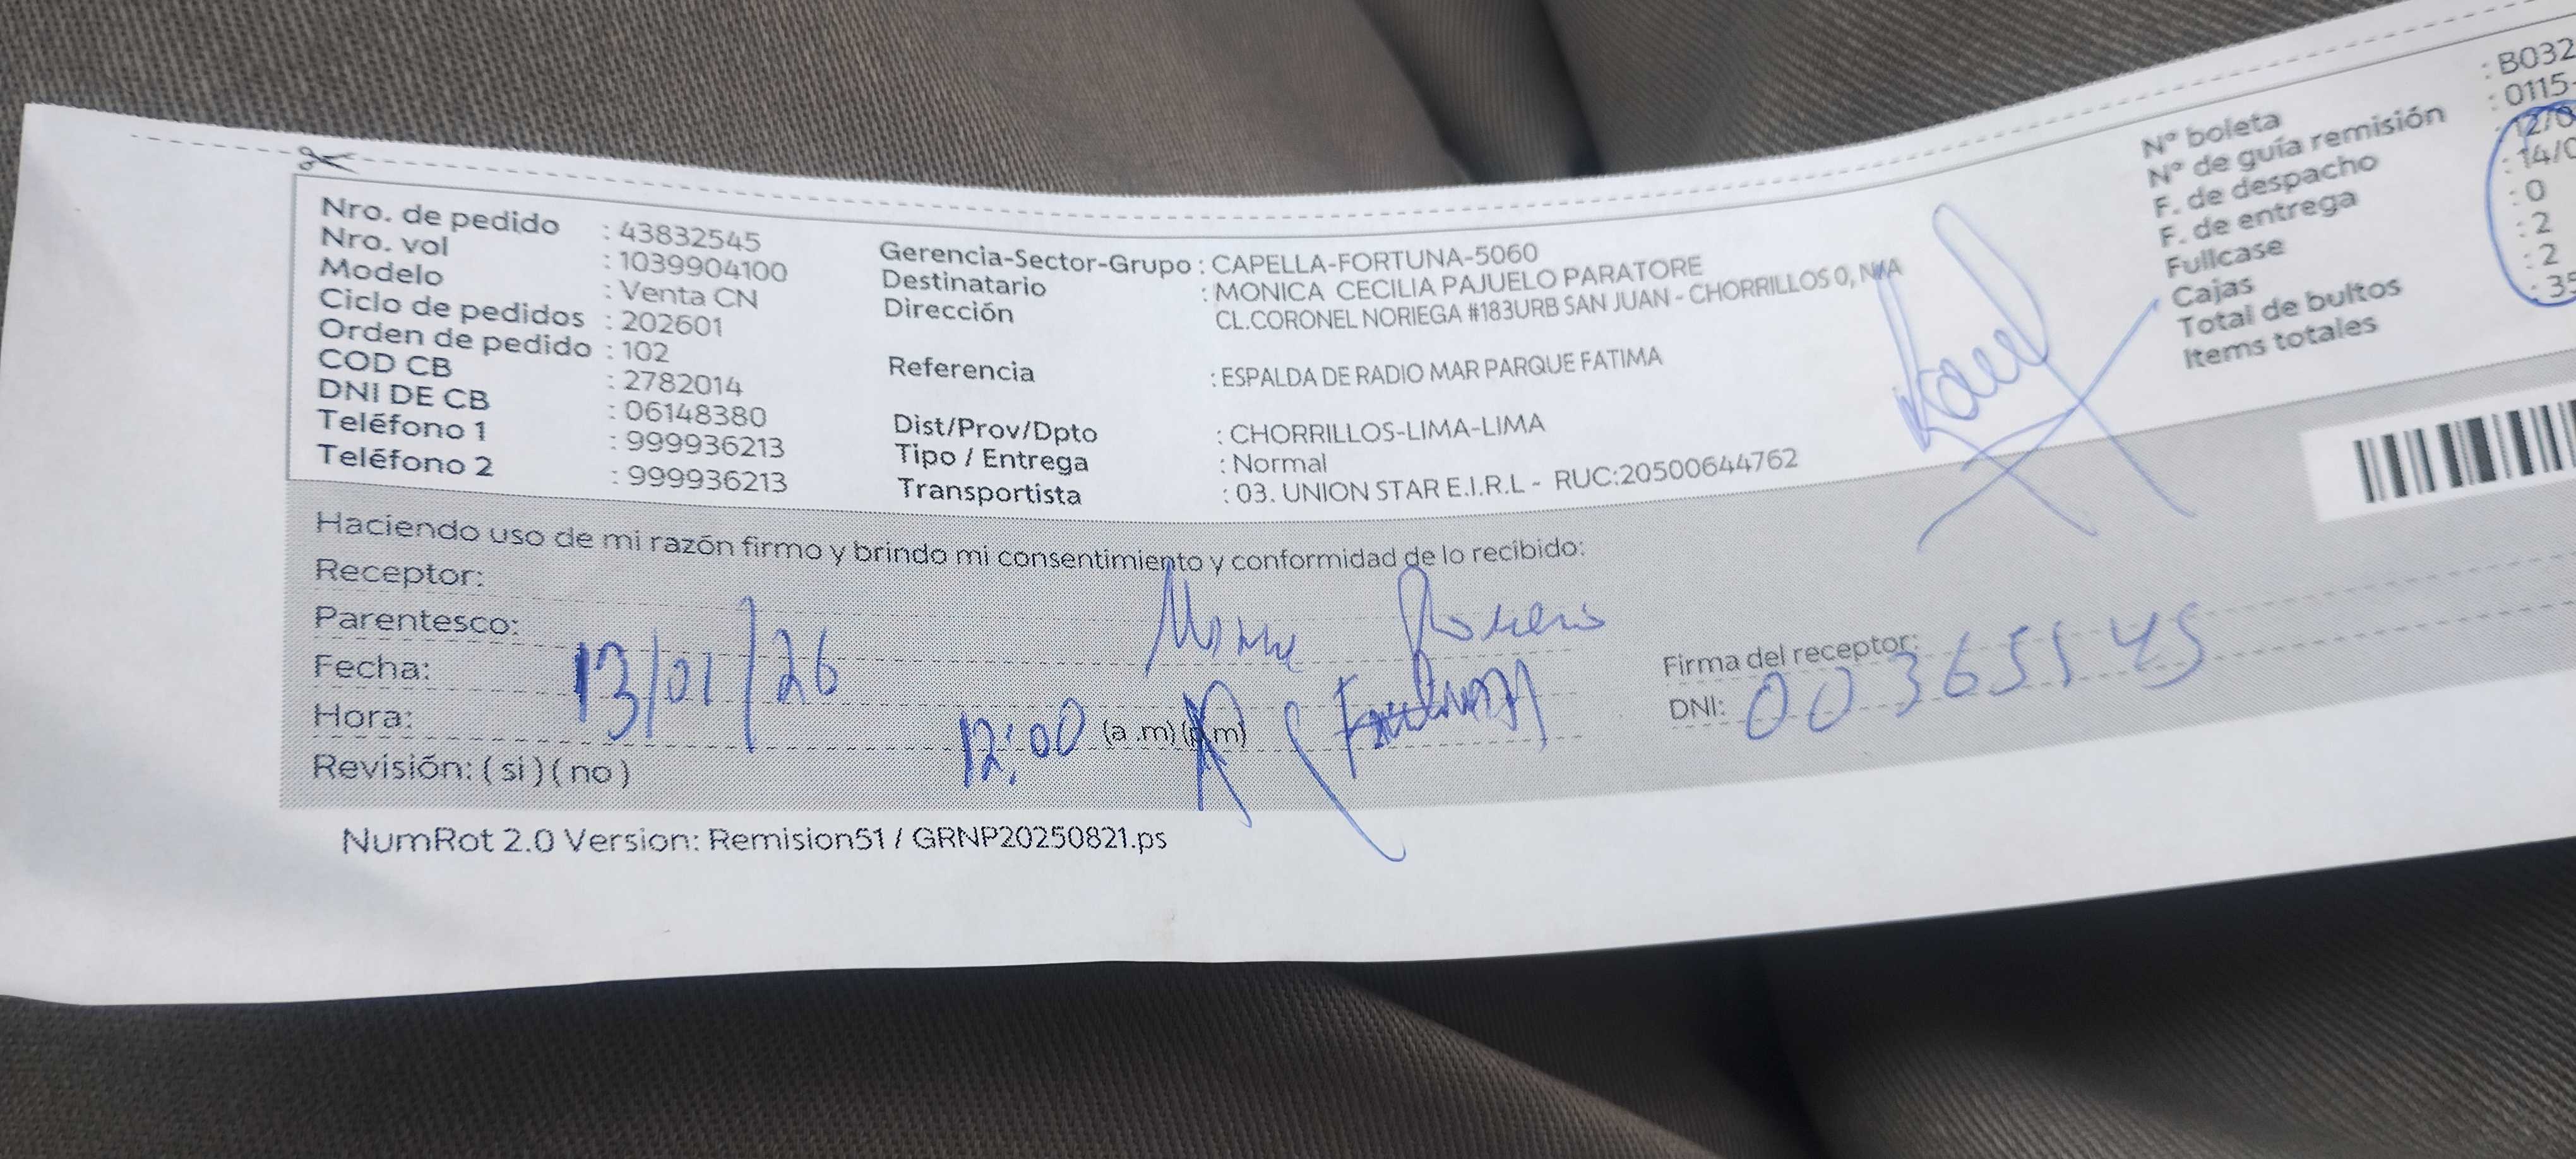 Nro. de pedido : 43832545
Nro. vol : 1039904100
Modelo : Venta CN
Ciclo de pedidos : 202601
Orden de pedido : 102
COD CB : 2782014
DNI DE CB : 06148380
Teléfono 1 : 999936213
Teléfono 2 : 999936213
Gerencia-Sector-Grupo : CAPELLA-FORTUNA-5060
Destinatario : MONICA CECILIA PAJUELO PARATORE
Dirección CL.CORONEL NORIEGA #183URB SAN JUAN - CHORRILLOS 0, N/A
Referencia : ESPALDA DE RADIO MAR PARQUE FATIMA
Dist/Prov/Dpto : CHORRILLOS-LIMA-LIMA
Tipo / Entrega : Normal
Transportista : 03. UNION STAR E.I.R.L - RUC:20500644762
N° boleta : B032
N° de guía remisión : 0115-
F. de despacho : 12/0
F. de entrega : 14/0
Fullcase : 0
Cajas : 2
Total de bultos : 2
Items totales : 35
Haciendo uso de mi razón firmo y brindo mi consentimiento y conformidad de lo recibido:
Receptor:
Parentesco:
Fecha: 13/01/26
Firma del receptor:
Hora: 12:00 (a.m)(p.m)
DNI:
Revisión: ( si ) ( no )
NumRot 2.0 Version: Remision51 / GRNP20250821.ps